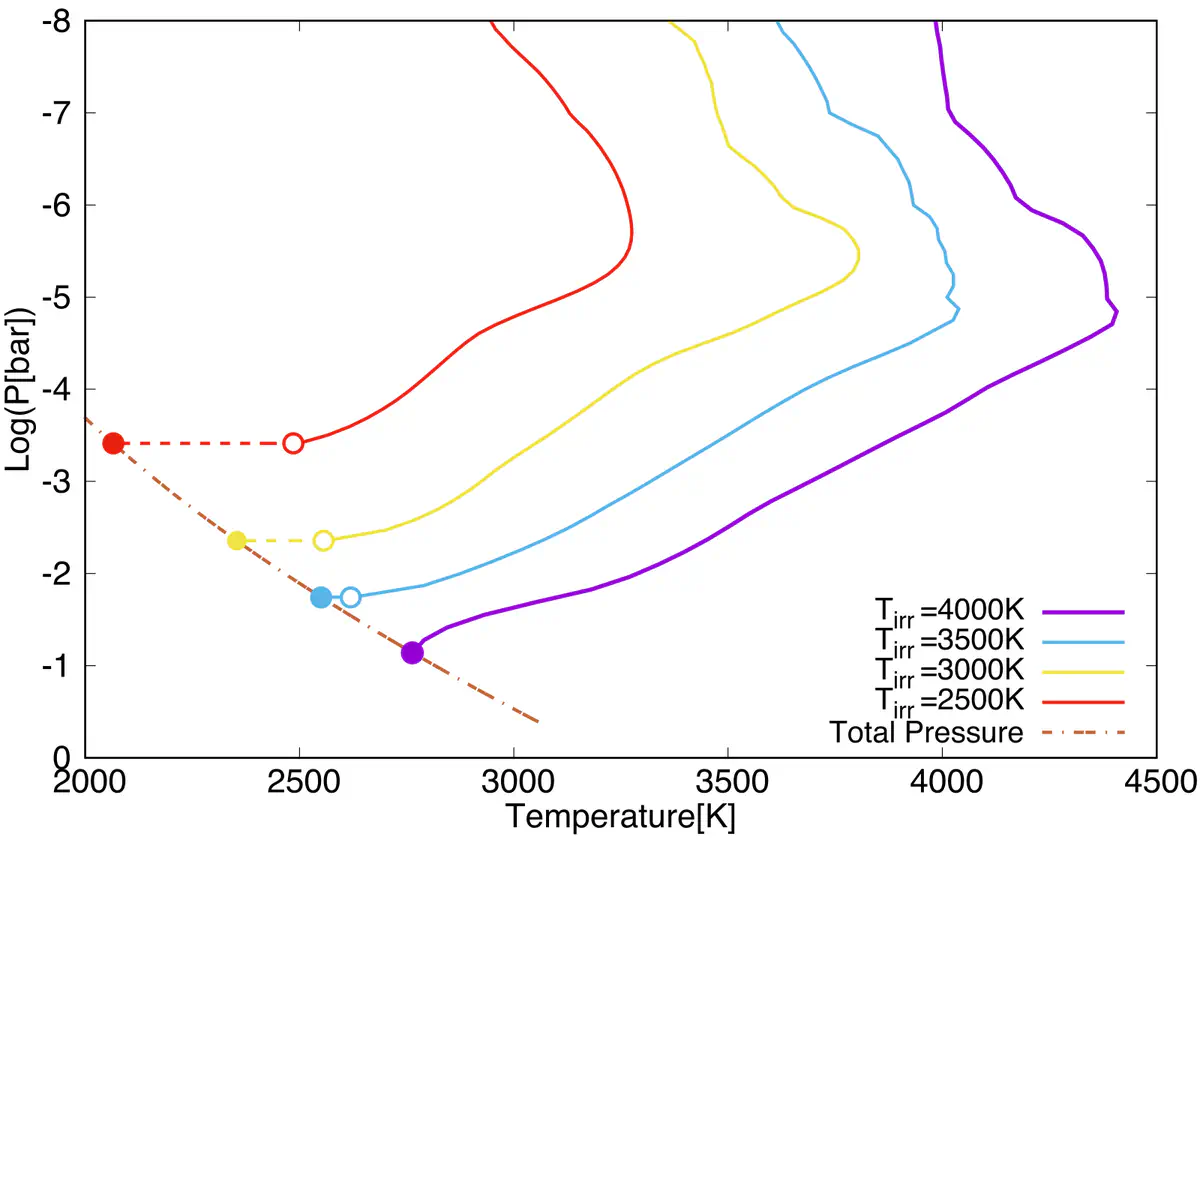 -8
-7
-6
-5
-4
-3
-2
-1
0
Log(P[bar])
T_irr =4000K
T_irr =3500K
T_irr =3000K
T_irr =2500K
Total Pressure
2000 2500 3000 3500 4000 4500
Temperature[K]